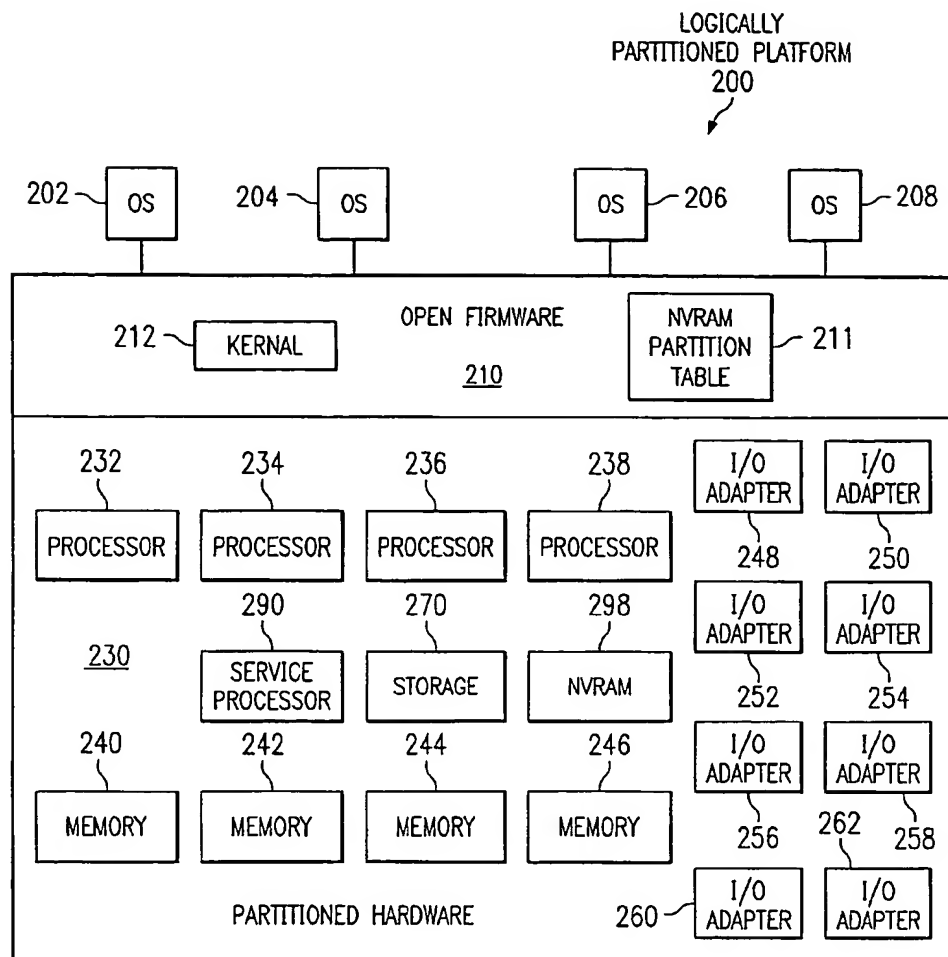 LOGICALLY
PARTITIONED PLATFORM
200
202
OS
204
OS
OS
206
OS
208
212
KERNAL
OPEN FIRMWARE
210
NVRAM
PARTITION
TABLE
211
232
234
236
238
PROCESSOR
PROCESSOR
PROCESSOR
PROCESSOR
I/O
ADAPTER
248
I/O
ADAPTER
250
230
290
SERVICE
PROCESSOR
270
STORAGE
298
NVRAM
I/O
ADAPTER
252
I/O
ADAPTER
254
240
242
244
246
MEMORY
MEMORY
MEMORY
MEMORY
I/O
ADAPTER
256
I/O
ADAPTER
258
PARTITIONED HARDWARE
260
I/O
ADAPTER
262
I/O
ADAPTER